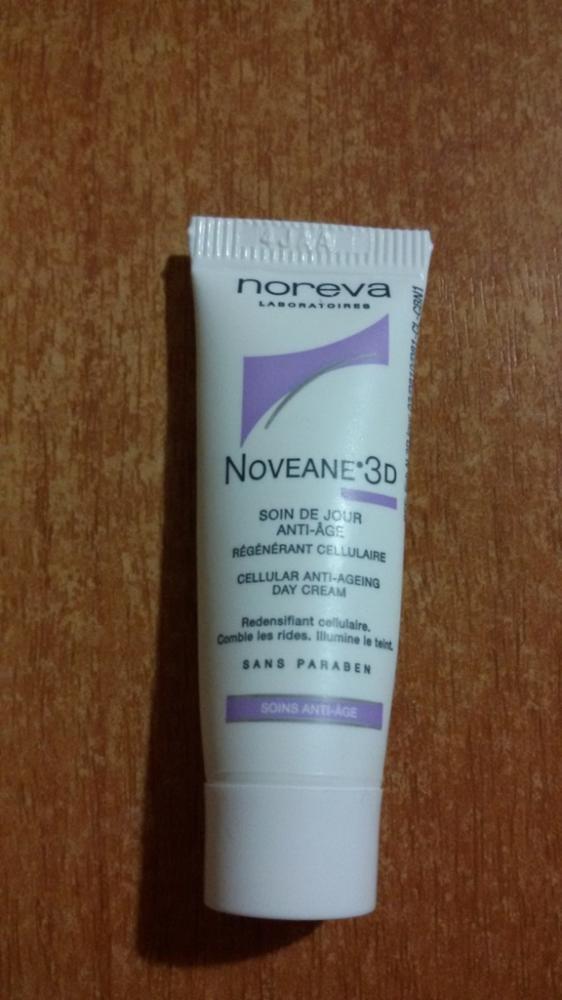 noreva
LABORATOIRES
NOVEANE® 3D
SOIN DE JOUR
ANTI-ÂGE
RÉGÉNÉRANT CELLULAIRE
CELLULAR ANTI-AGEING
DAY CREAM
Redensifiant cellulaire.
Comble les rides. Illumine le teint.
SANS PARABEN
SOINS ANTI-ÂGE